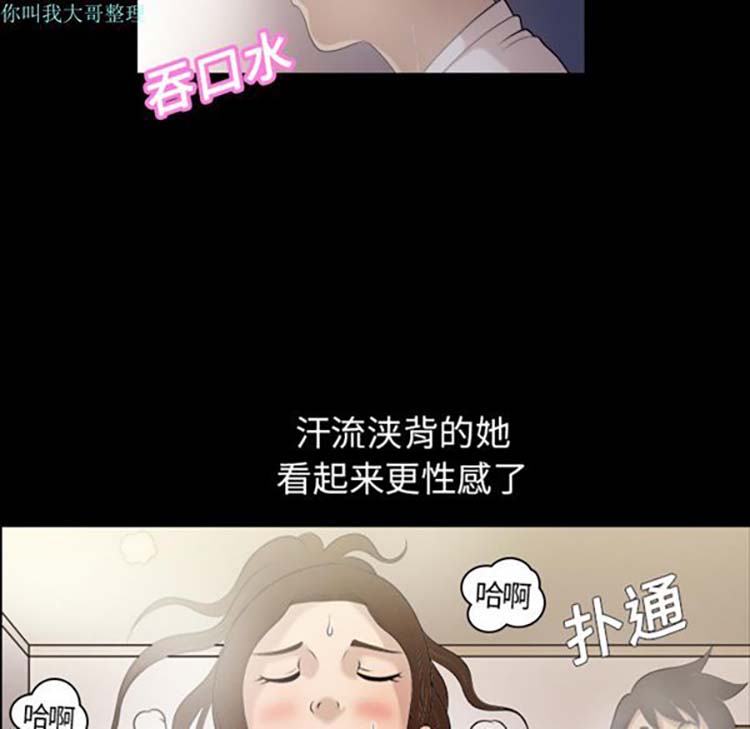 你叫我大哥整理
吞口水
汗流浃背的她
看起来更性感了
哈啊
扑通
哈啊